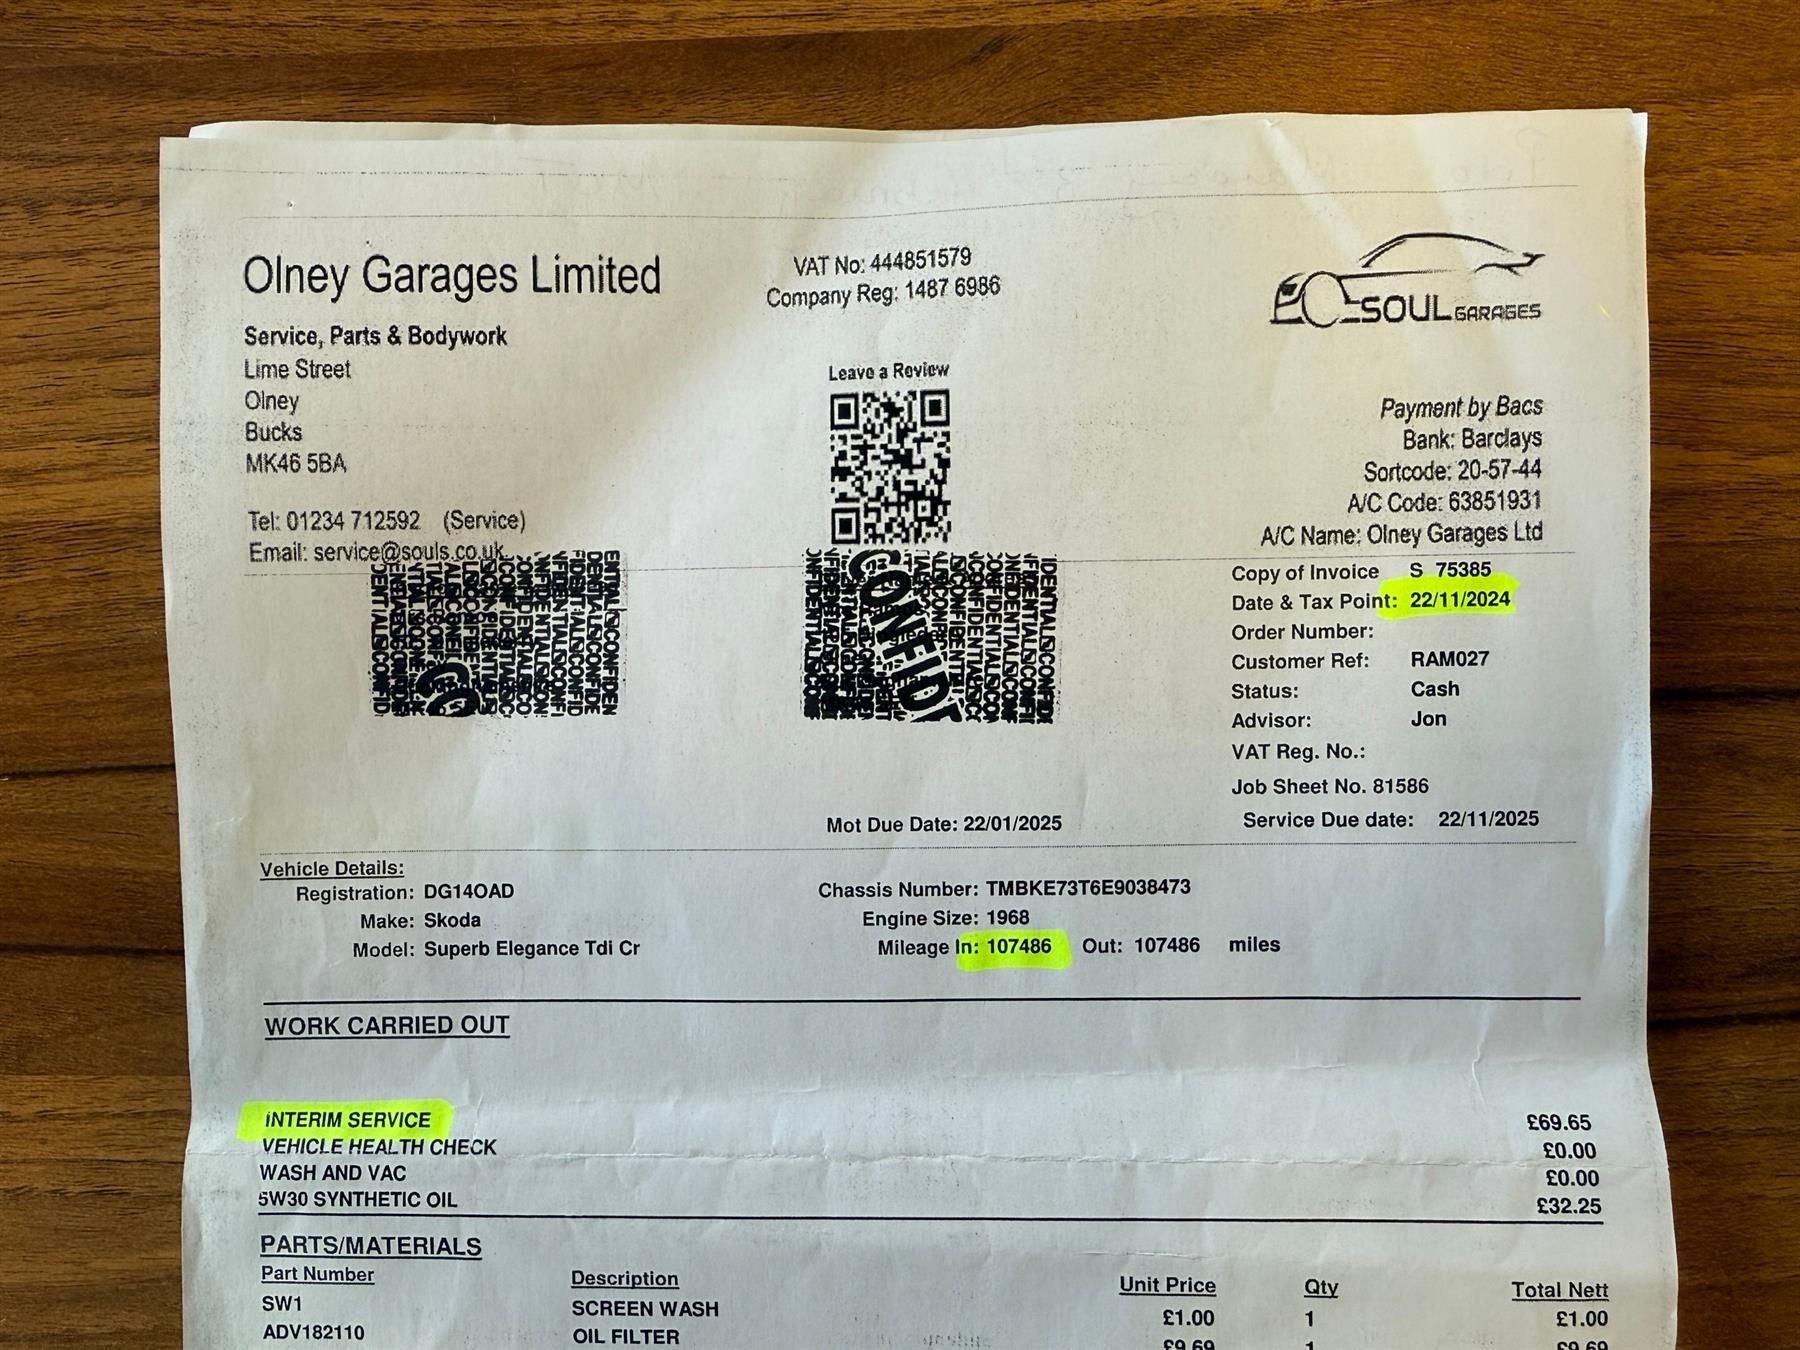 Olney Garages Limited
Service, Parts & Bodywork
Lime Street
Olney
Bucks
MK46 5BA
Tel: 01234 712592 (Service)
Email: service@souls.co.uk
VAT No: 444851579
Company Reg: 1487 6986
Leave a Review
SOUL GARAGES
Payment by Bacs
Bank: Barclays
Sortcode: 20-57-44
A/C Code: 63851931
A/C Name: Olney Garages Ltd
Copy of Invoice S 75385
Date & Tax Point: 22/11/2024
Order Number:
Customer Ref: RAM027
Status: Cash
Advisor: Jon
VAT Reg. No.:
Job Sheet No. 81586
Mot Due Date: 22/01/2025
Service Due date: 22/11/2025
Vehicle Details:
Registration: DG14OAD
Make: Skoda
Model: Superb Elegance Tdi Cr
Chassis Number: TMBKE73T6E9038473
Engine Size: 1968
Mileage In: 107486 Out: 107486 miles
WORK CARRIED OUT
INTERIM SERVICE £69.65
VEHICLE HEALTH CHECK £0.00
WASH AND VAC £0.00
5W30 SYNTHETIC OIL £32.25
PARTS/MATERIALS
Part Number Description Unit Price Qty Total Nett
SW1 SCREEN WASH £1.00 1 £1.00
ADV182110 OIL FILTER £9.69 1 £9.69